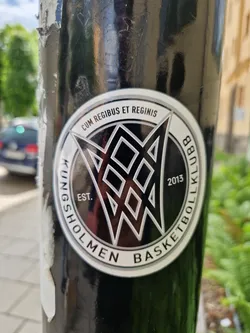 CUM REGIBUS ET REGINIS
EST. 2013
KUNGSHOLMEN BASKETBOLLKLUBB